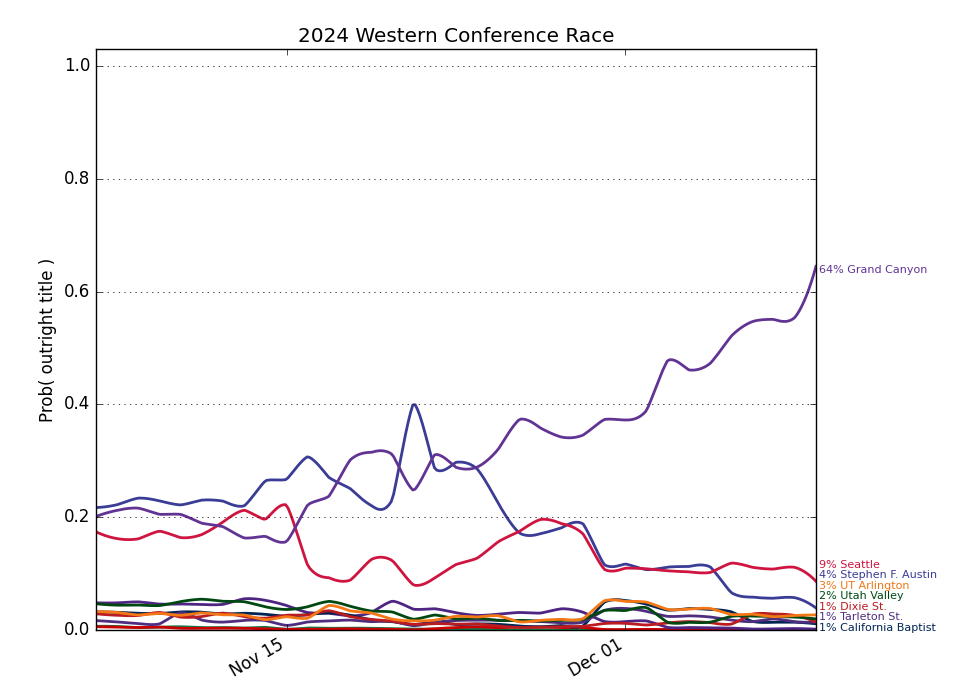 2024 Western Conference Race
Prob( outright title )
1.0
0.8
0.6
0.4
0.2
0.0
Nov 15
Dec 01
64% Grand Canyon
9% Seattle
4% Stephen F. Austin
3% UT Arlington
2% Utah Valley
1% Dixie St.
1% Tarleton St.
1% California Baptist